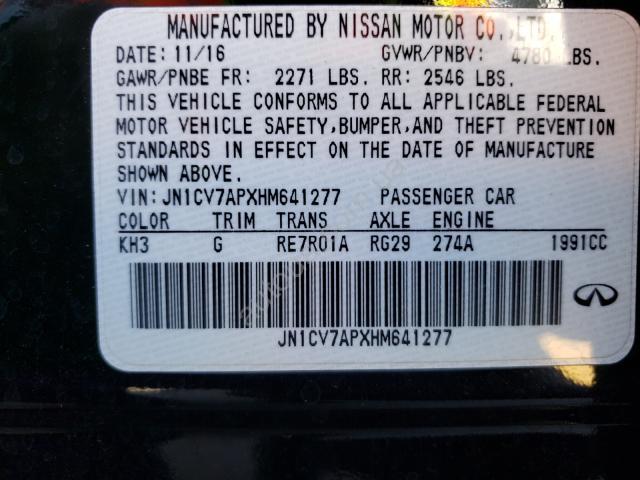 MANUFACTURED BY NISSAN MOTOR CO.,LTD.
DATE: 11/16 GVWR/PNBV: 4780 LBS.
GAWR/PNBE FR: 2271 LBS. RR: 2546 LBS.
THIS VEHICLE CONFORMS TO ALL APPLICABLE FEDERAL
MOTOR VEHICLE SAFETY,BUMPER,AND THEFT PREVENTION
STANDARDS IN EFFECT ON THE DATE OF MANUFACTURE
SHOWN ABOVE.
VIN: JN1CV7APXHM641277 PASSENGER CAR
COLOR TRIM TRANS AXLE ENGINE
KH3 G RE7R01A RG29 274A 1991CC
JN1CV7APXHM641277